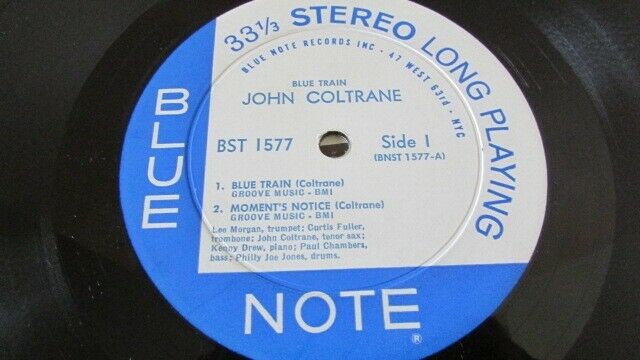 33 1/3 STEREO LONG PLAYING
BLUE NOTE RECORDS INC • 47 WEST 63rd • NYC
BLUE TRAIN
JOHN COLTRANE
BST 1577
Side 1
(BNST 1577-A)
1. BLUE TRAIN (Coltrane)
GROOVE MUSIC - BMI
2. MOMENT'S NOTICE (Coltrane)
GROOVE MUSIC - BMI
Lee Morgan, trumpet; Curtis Fuller,
trombone; John Coltrane, tenor sax;
Kenny Drew, piano; Paul Chambers,
bass; Philly Joe Jones, drums.
BLUE
NOTE ®